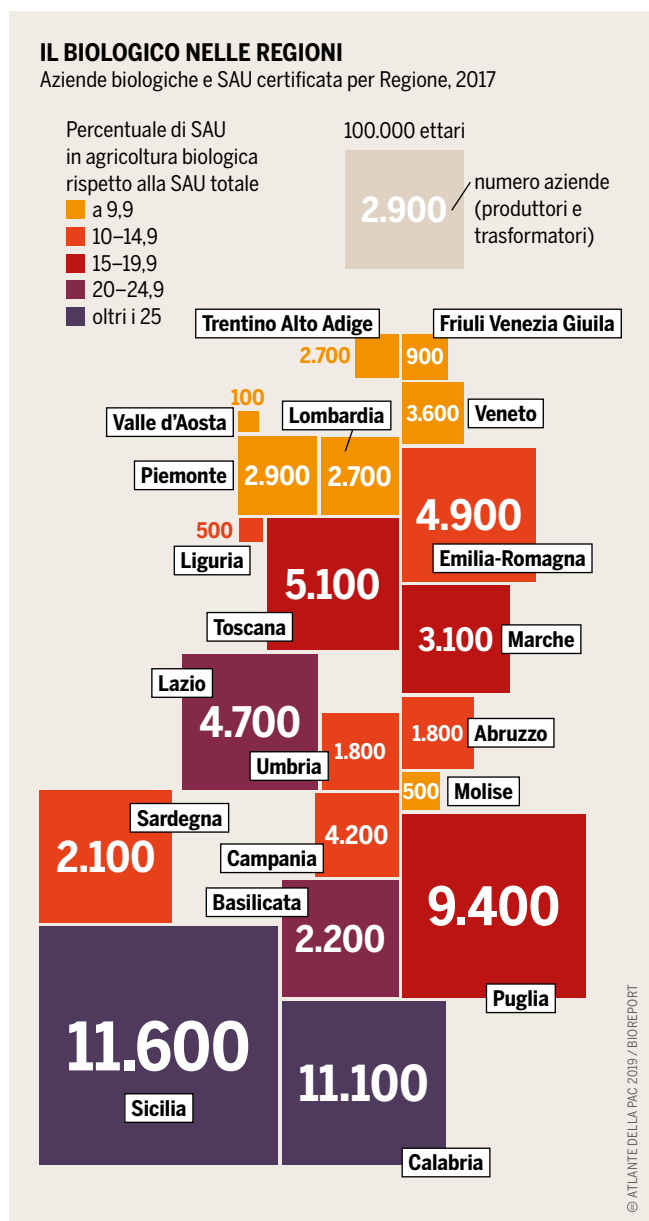 IL BIOLOGICO NELLE REGIONI
Aziende biologiche e SAU certificata per Regione, 2017
Percentuale di SAU
in agricoltura biologica
rispetto alla SAU totale
a 9,9
10–14,9
15–19,9
20–24,9
oltri i 25
100.000 ettari
2.900
numero aziende
(produttori e
trasformatori)
Trentino Alto Adige
2.700
Friuli Venezia Giuila
900
Valle d'Aosta
100
Lombardia
2.700
3.600
Veneto
Piemonte
2.900
4.900
Emilia-Romagna
500
Liguria
5.100
Toscana
3.100
Marche
Lazio
4.700
1.800
Umbria
1.800
Abruzzo
500
Molise
Sardegna
2.100
4.200
Campania
Basilicata
2.200
9.400
Puglia
11.600
Sicilia
11.100
Calabria
© ATLANTE DELLA PAC 2019 / BIOREPORT